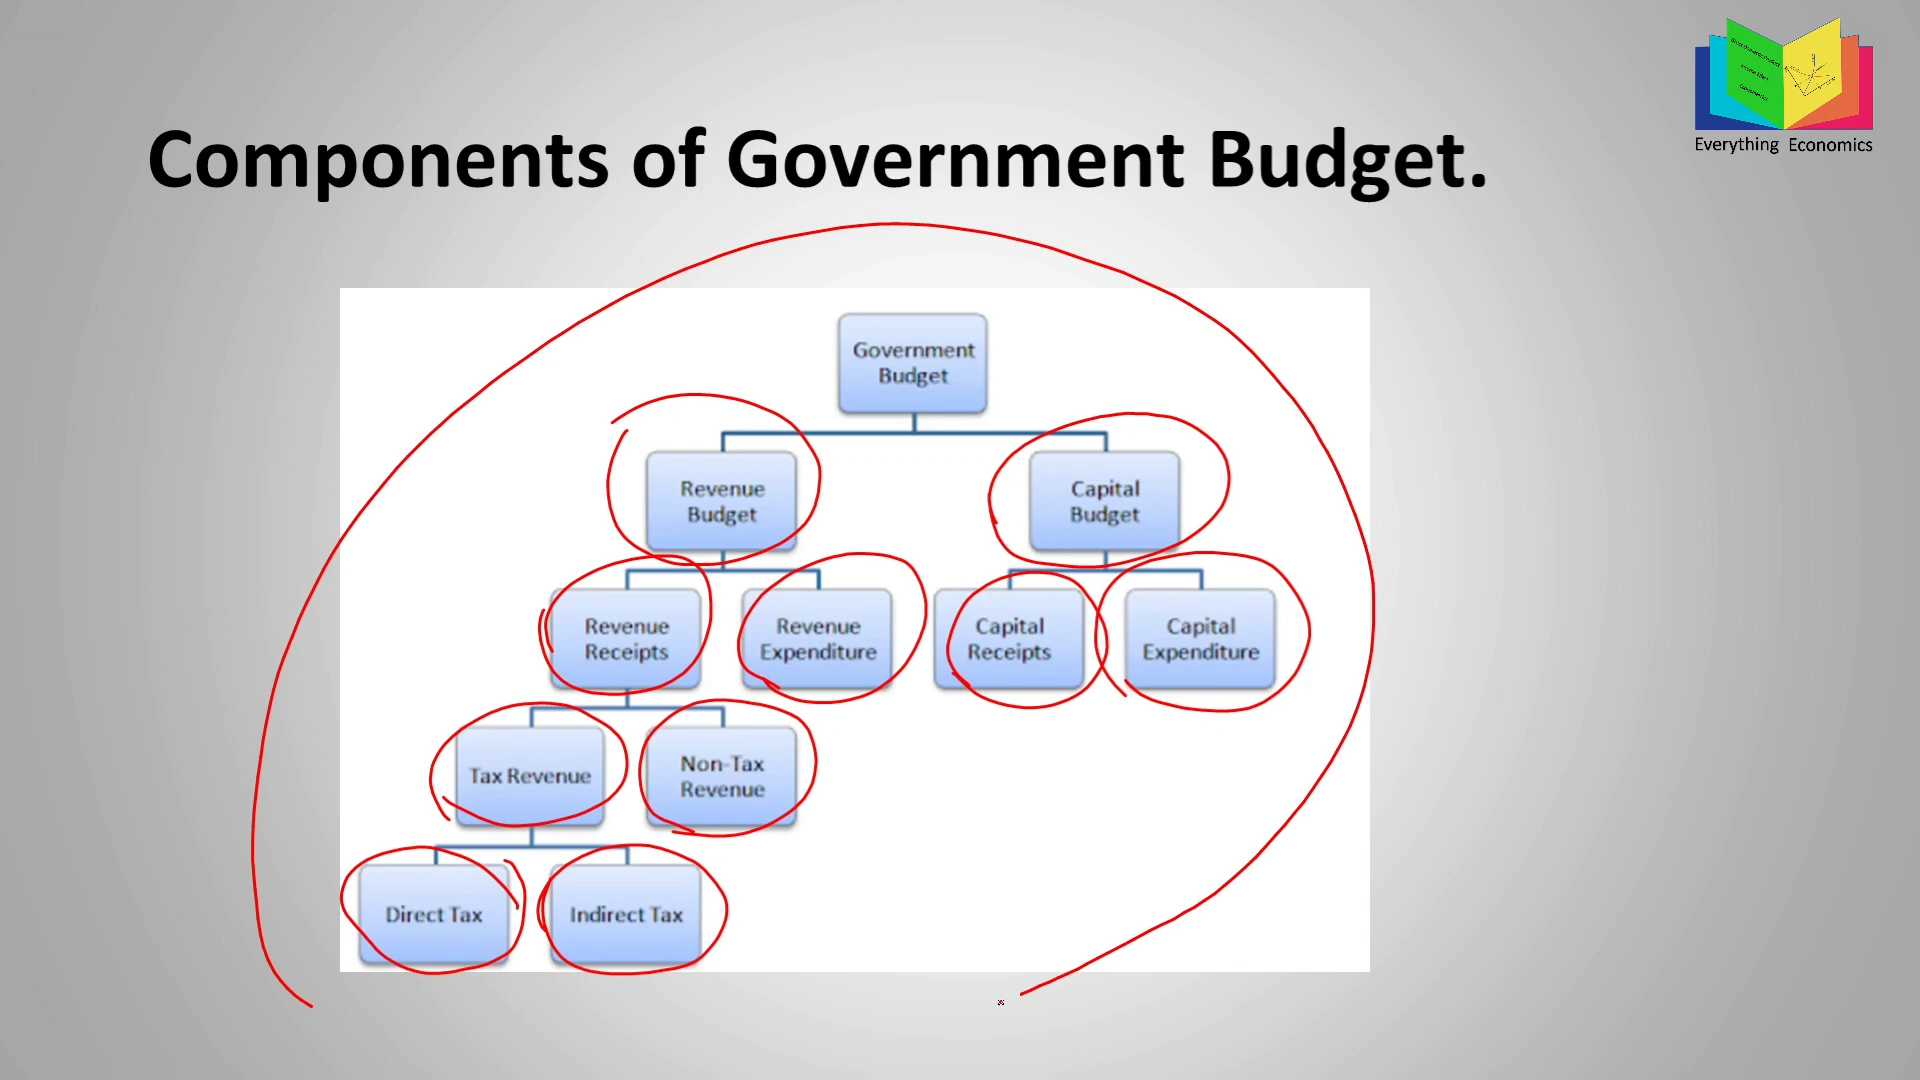 Everything Economics
Components of Government Budget.
Government
Budget
Revenue
Budget
Capital
Budget
Revenue
Receipts
Revenue
Expenditure
Capital
Receipts
Capital
Expenditure
Tax Revenue
Non-Tax
Revenue
Direct Tax
Indirect Tax